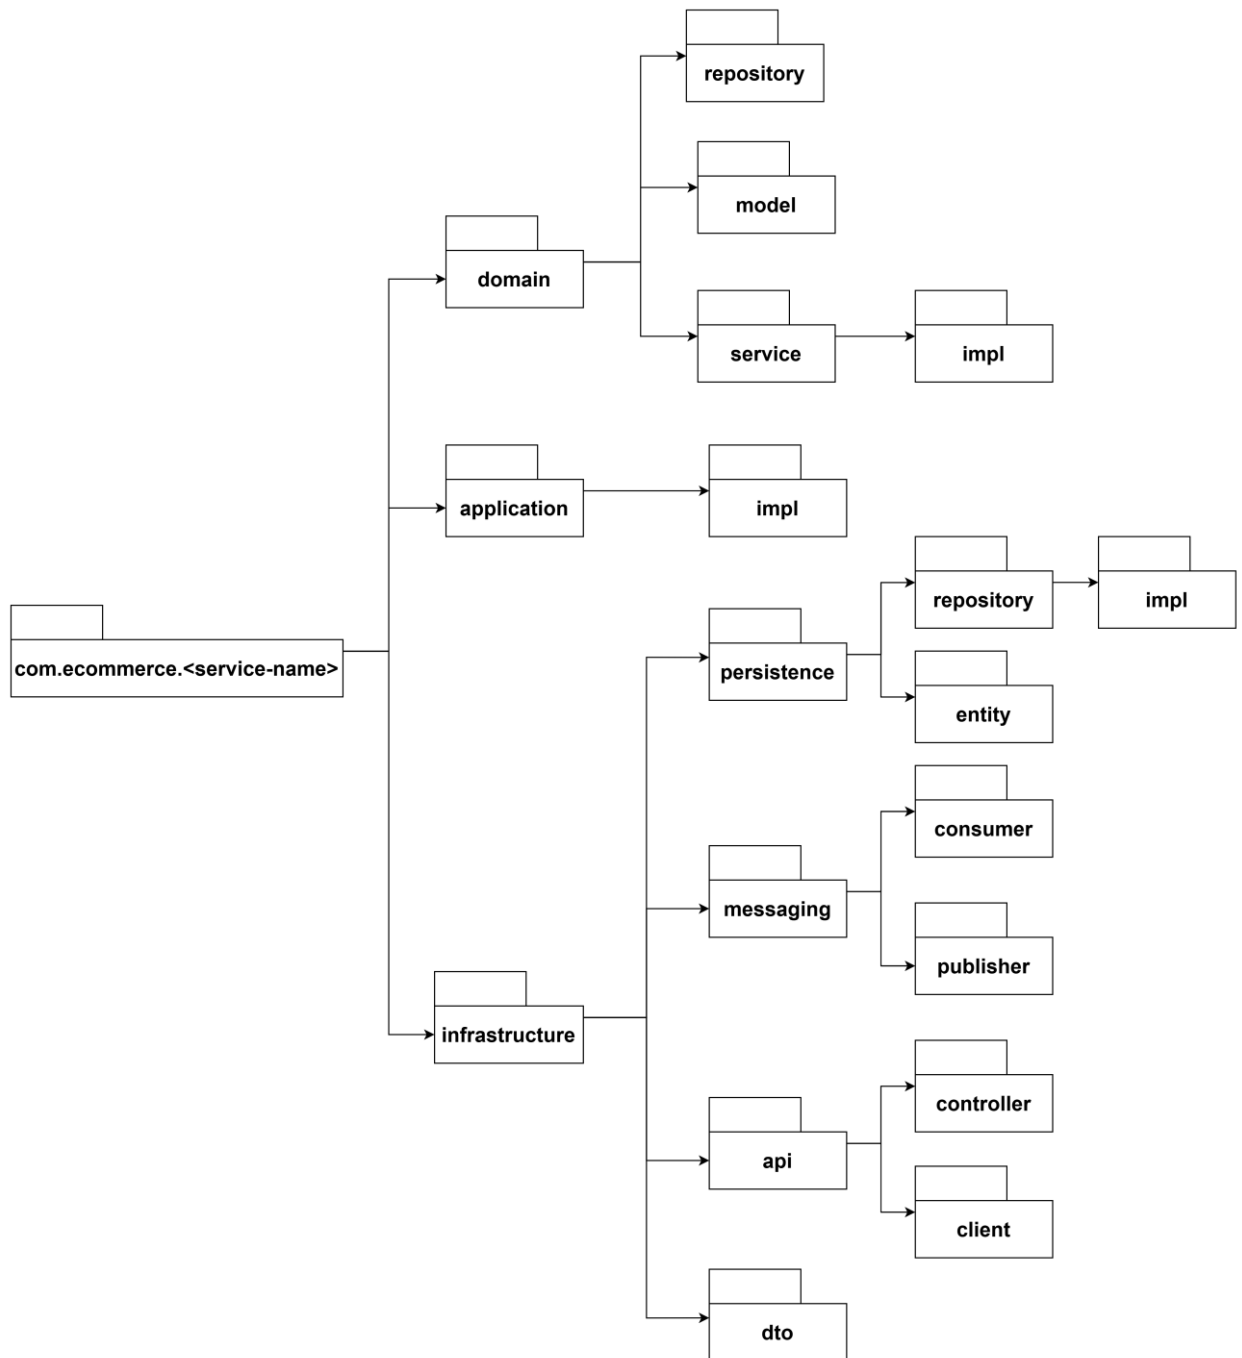 repository
model
domain
service
impl
application
impl
repository
impl
com.ecommerce.<service-name>
persistence
entity
consumer
messaging
publisher
infrastructure
controller
api
client
dto